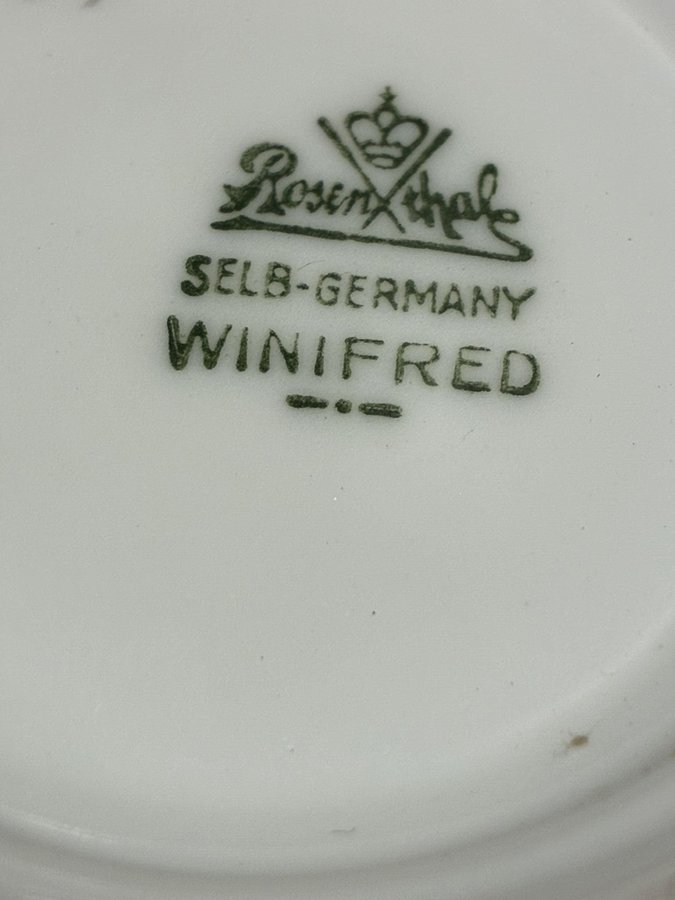 Rosenthal
SELB-GERMANY
WINIFRED